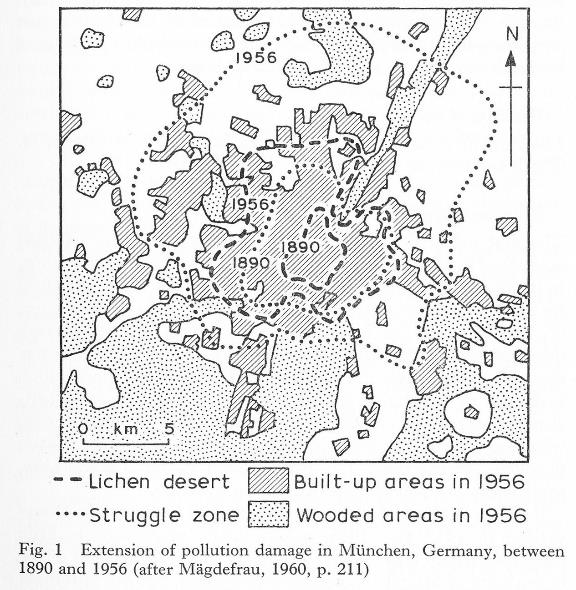 N
1956
1956
1890
1890
0 km 5
Lichen desert
Built-up areas in 1956
Struggle zone
Wooded areas in 1956
Fig. 1 Extension of pollution damage in München, Germany, between
1890 and 1956 (after Mägdefrau, 1960, p. 211)